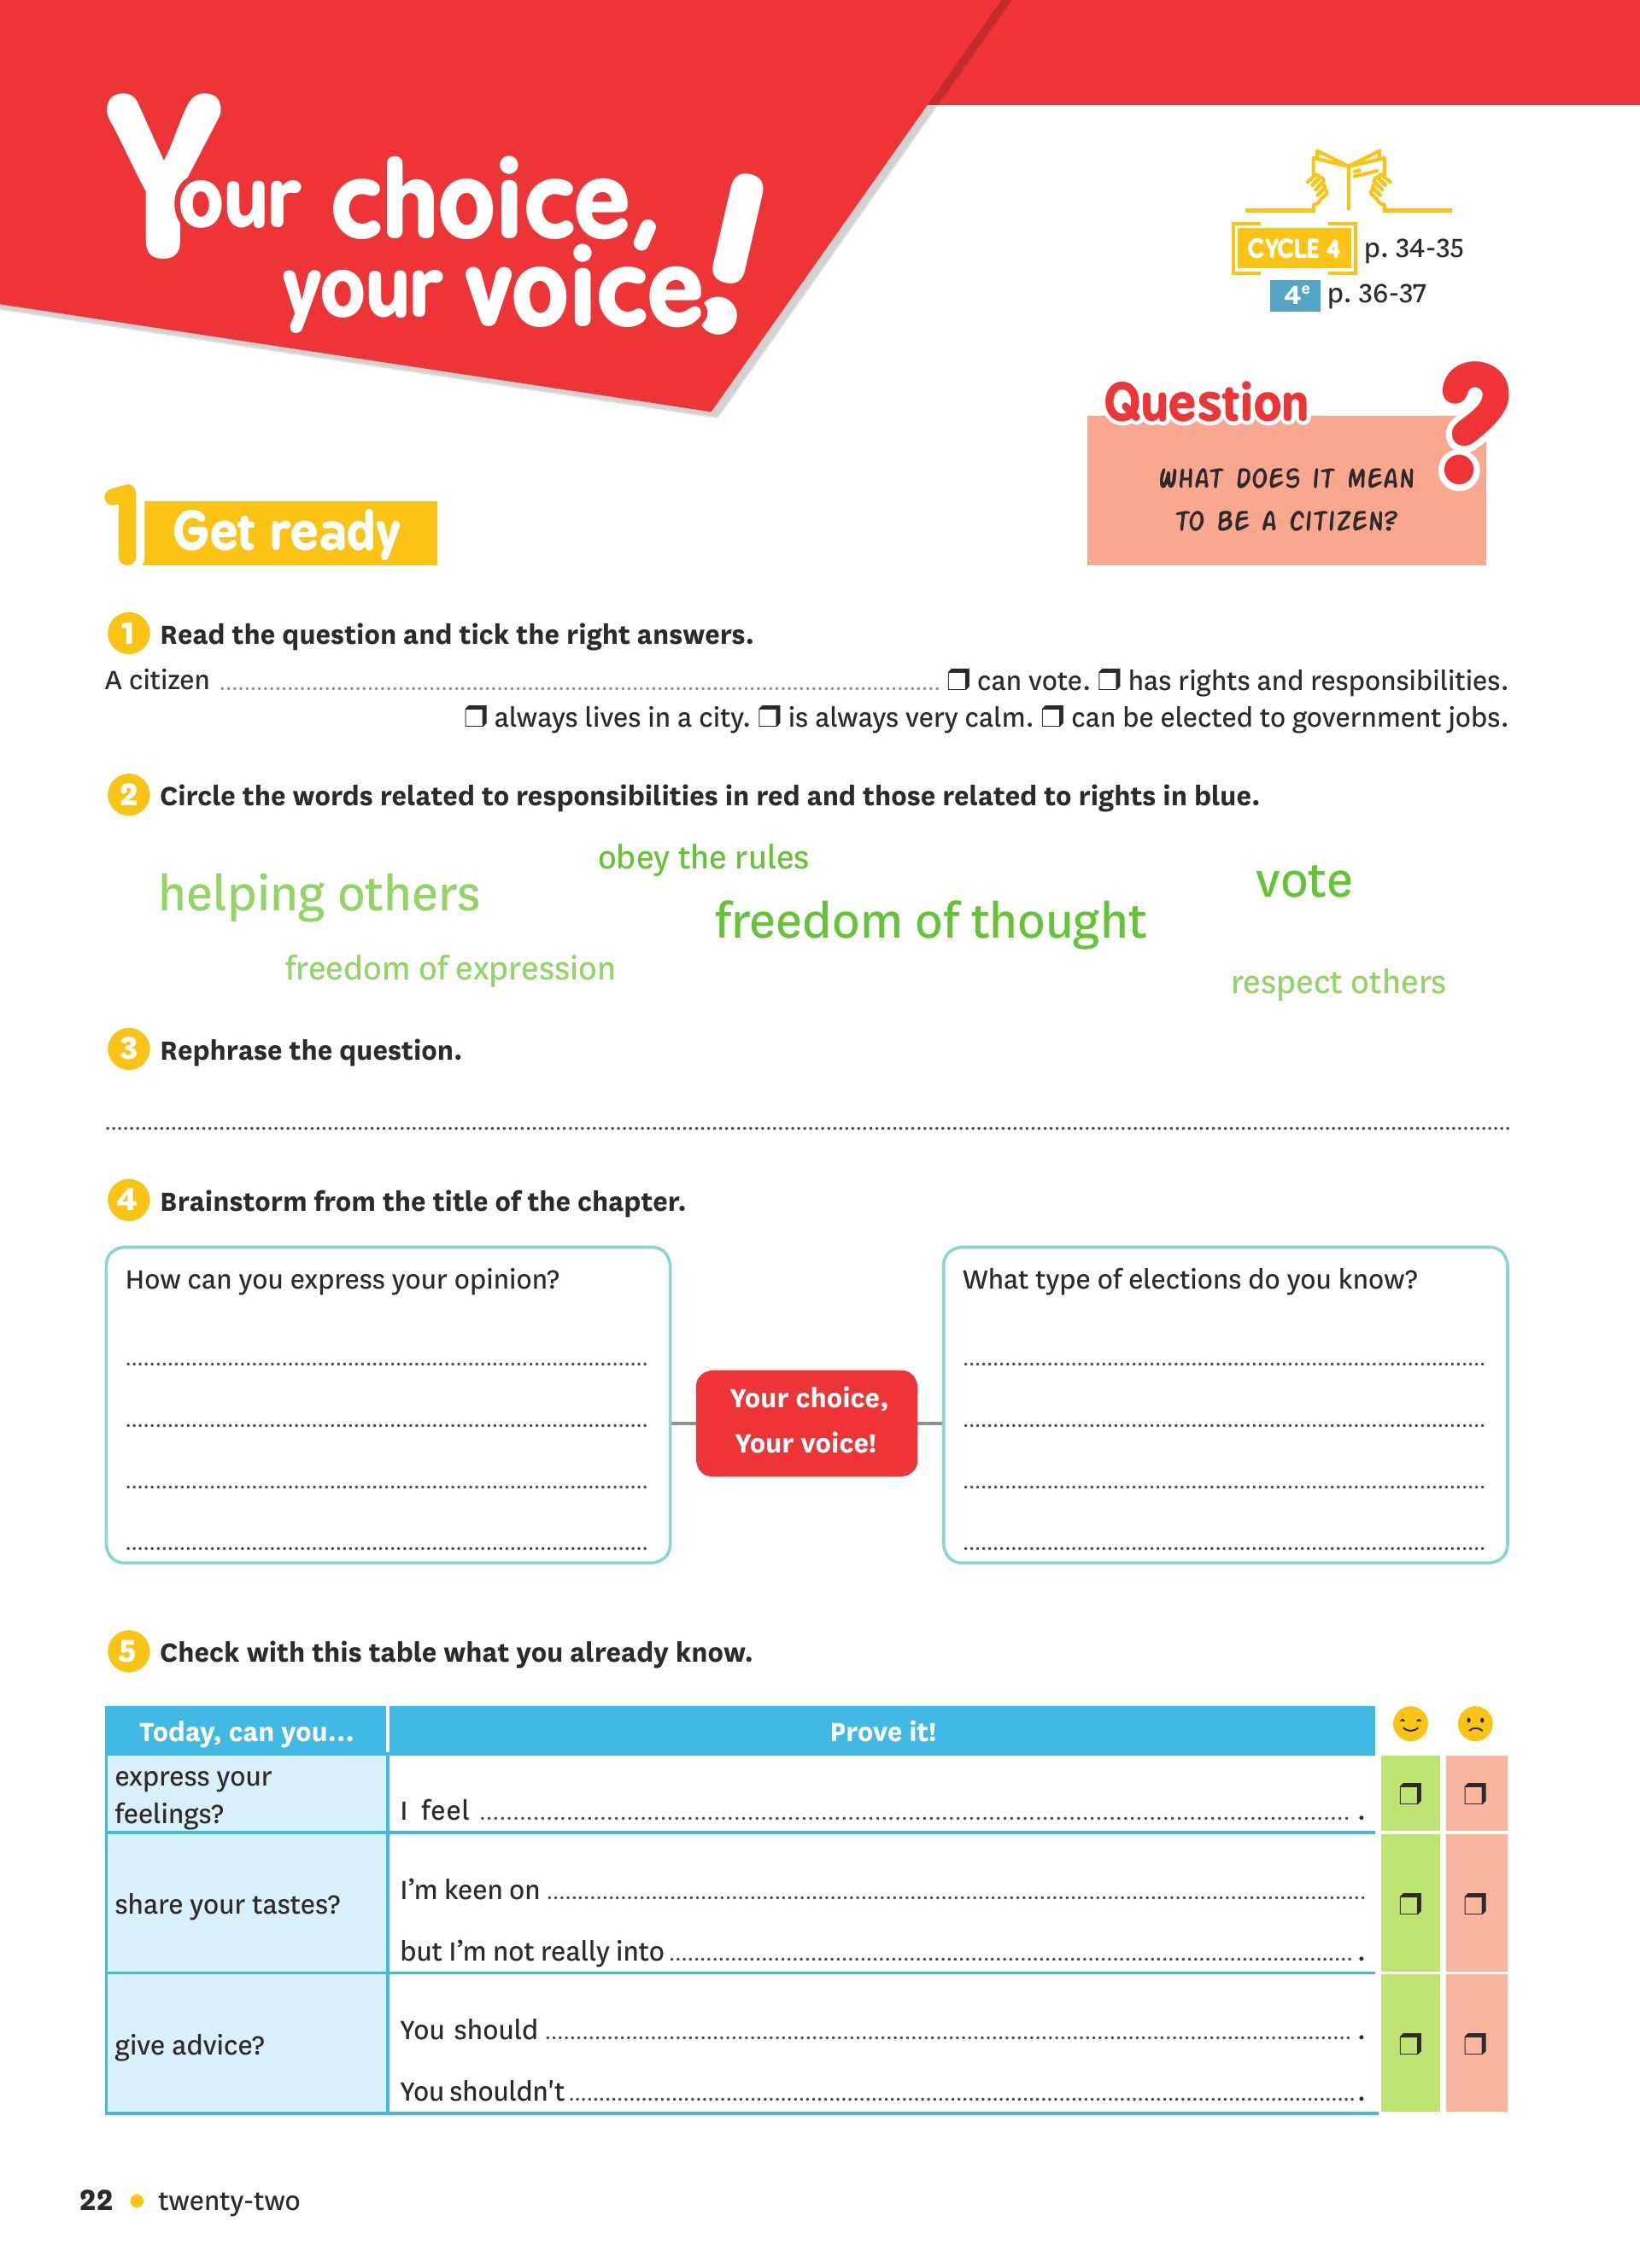 Your choice,
your voice!
CYCLE 4 p. 34-35
4e p. 36-37
Question ?
WHAT DOES IT MEAN
TO BE A CITIZEN?
1 Get ready
1 Read the question and tick the right answers.
A citizen ........ ❒ can vote. ❒ has rights and responsibilities.
❒ always lives in a city. ❒ is always very calm. ❒ can be elected to government jobs.
2 Circle the words related to responsibilities in red and those related to rights in blue.
obey the rules
helping others
vote
freedom of thought
freedom of expression
respect others
3 Rephrase the question.
4 Brainstorm from the title of the chapter.
How can you express your opinion?
Your choice,
Your voice!
What type of elections do you know?
5 Check with this table what you already know.
Today, can you... Prove it!
express your
feelings?
I feel ........ . ❒ ❒
share your tastes?
I'm keen on ........
but I'm not really into ........ .
❒ ❒
give advice?
You should ........ .
You shouldn't ........ .
❒ ❒
22 • twenty-two